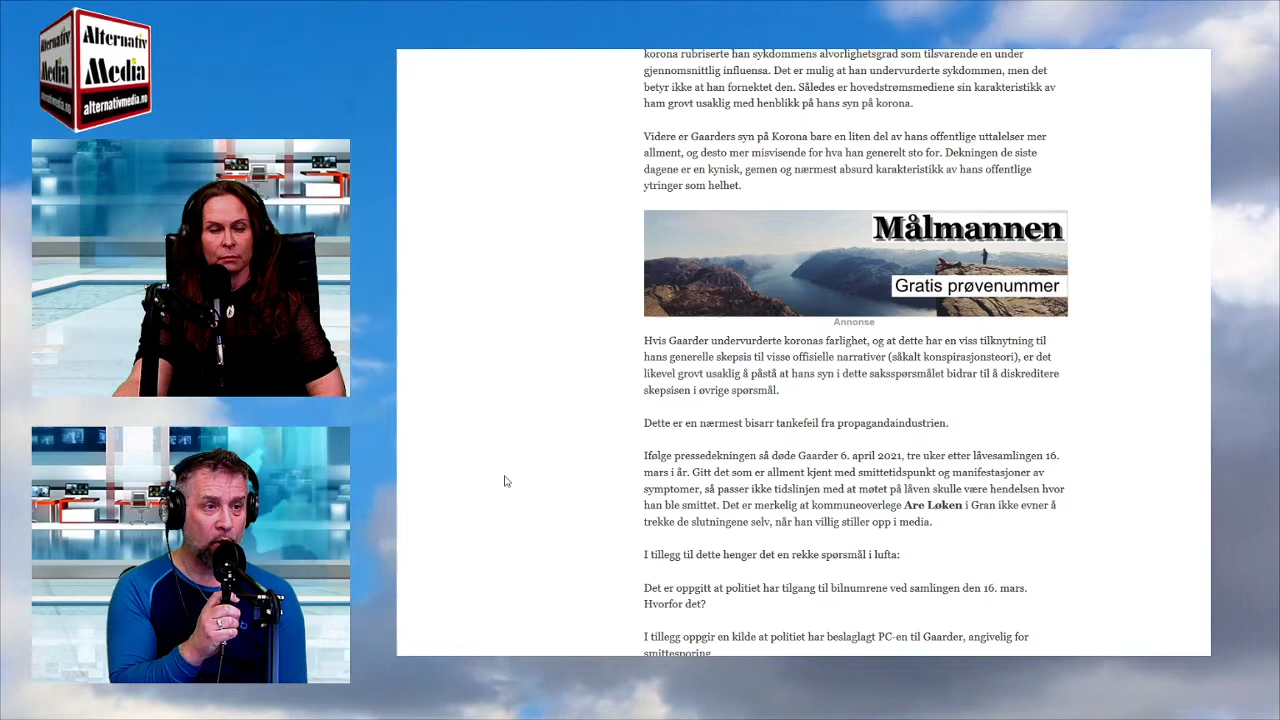 Alternativ
Media
alternativmedia.no
Alternativ
Media
alternativmedia.no
korona rubriserte han sykdommens alvorlighetsgrad som tilsvarende en under
gjennomsnittlig influensa. Det er mulig at han undervurderte sykdommen, men det
betyr ikke at han fornektet den. Således er hovedstrømsmediene sin karakteristikk av
ham grovt usaklig med henblikk på hans syn på korona.
Videre er Gaarders syn på Korona bare en liten del av hans offentlige uttalelser mer
allment, og desto mer misvisende for hva han generelt sto for. Dekningen de siste
dagene er en kynisk, gemen og nærmest absurd karakteristikk av hans offentlige
ytringer som helhet.
Målmannen
Gratis prøvenummer
Annonse
Hvis Gaarder undervurderte koronas farlighet, og at dette har en viss tilknytning til
hans generelle skepsis til visse offisielle narrativer (såkalt konspirasjonsteori), er det
likevel grovt usaklig å påstå at hans syn i dette saksspørsmålet bidrar til å diskreditere
skepsisen i øvrige spørsmål.
Dette er en nærmest bisarr tankefeil fra propagandaindustrien.
Ifølge pressedekningen så døde Gaarder 6. april 2021, tre uker etter låvesamlingen 16.
mars i år. Gitt det som er allment kjent med smittetidspunkt og manifestasjoner av
symptomer, så passer ikke tidslinjen med at møtet på låven skulle være hendelsen hvor
han ble smittet. Det er merkelig at kommuneoverlege Are Løken i Gran ikke evner å
trekke de slutningene selv, når han villig stiller opp i media.
I tillegg til dette henger det en rekke spørsmål i lufta:
Det er oppgitt at politiet har tilgang til bilnumrene ved samlingen den 16. mars.
Hvorfor det?
I tillegg oppgir en kilde at politiet har beslaglagt PC-en til Gaarder, angivelig for
smittesporing